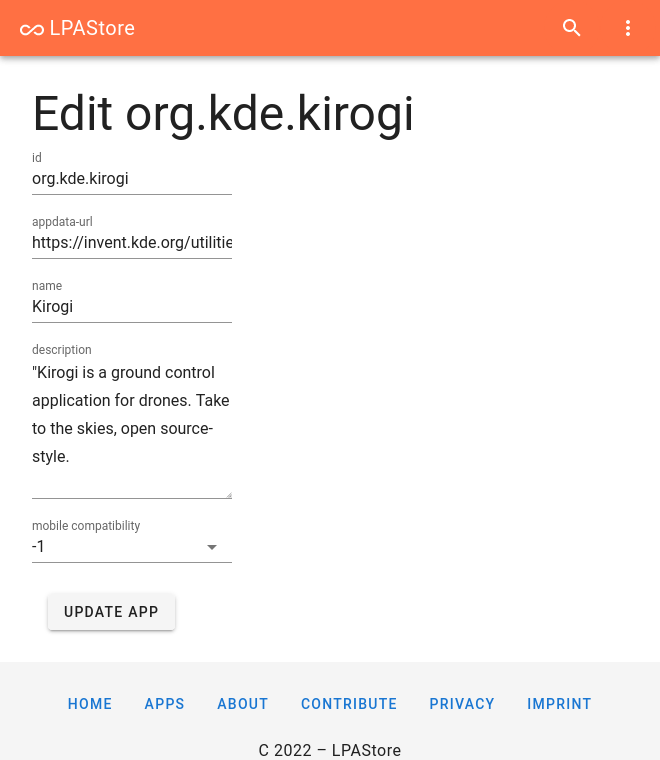 LPAStore
Edit org.kde.kirogi
id
org.kde.kirogi
appdata-url
https://invent.kde.org/utilitie
name
Kirogi
description
"Kirogi is a ground control
application for drones. Take
to the skies, open source-
style.
mobile compatibility
-1
UPDATE APP
HOME APPS ABOUT CONTRIBUTE PRIVACY IMPRINT
C 2022 – LPAStore